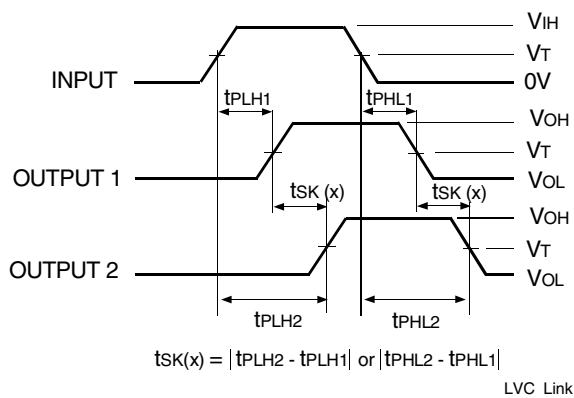 VIH
VT
INPUT
0V
tPLH1
tPHL1
VOH
VT
OUTPUT 1
tSK (x)
tSK (x)
VOL
VOH
VT
OUTPUT 2
VOL
tPLH2
tPHL2
tSK(x) = |tPLH2 - tPLH1| or |tPHL2 - tPHL1|
LVC Link